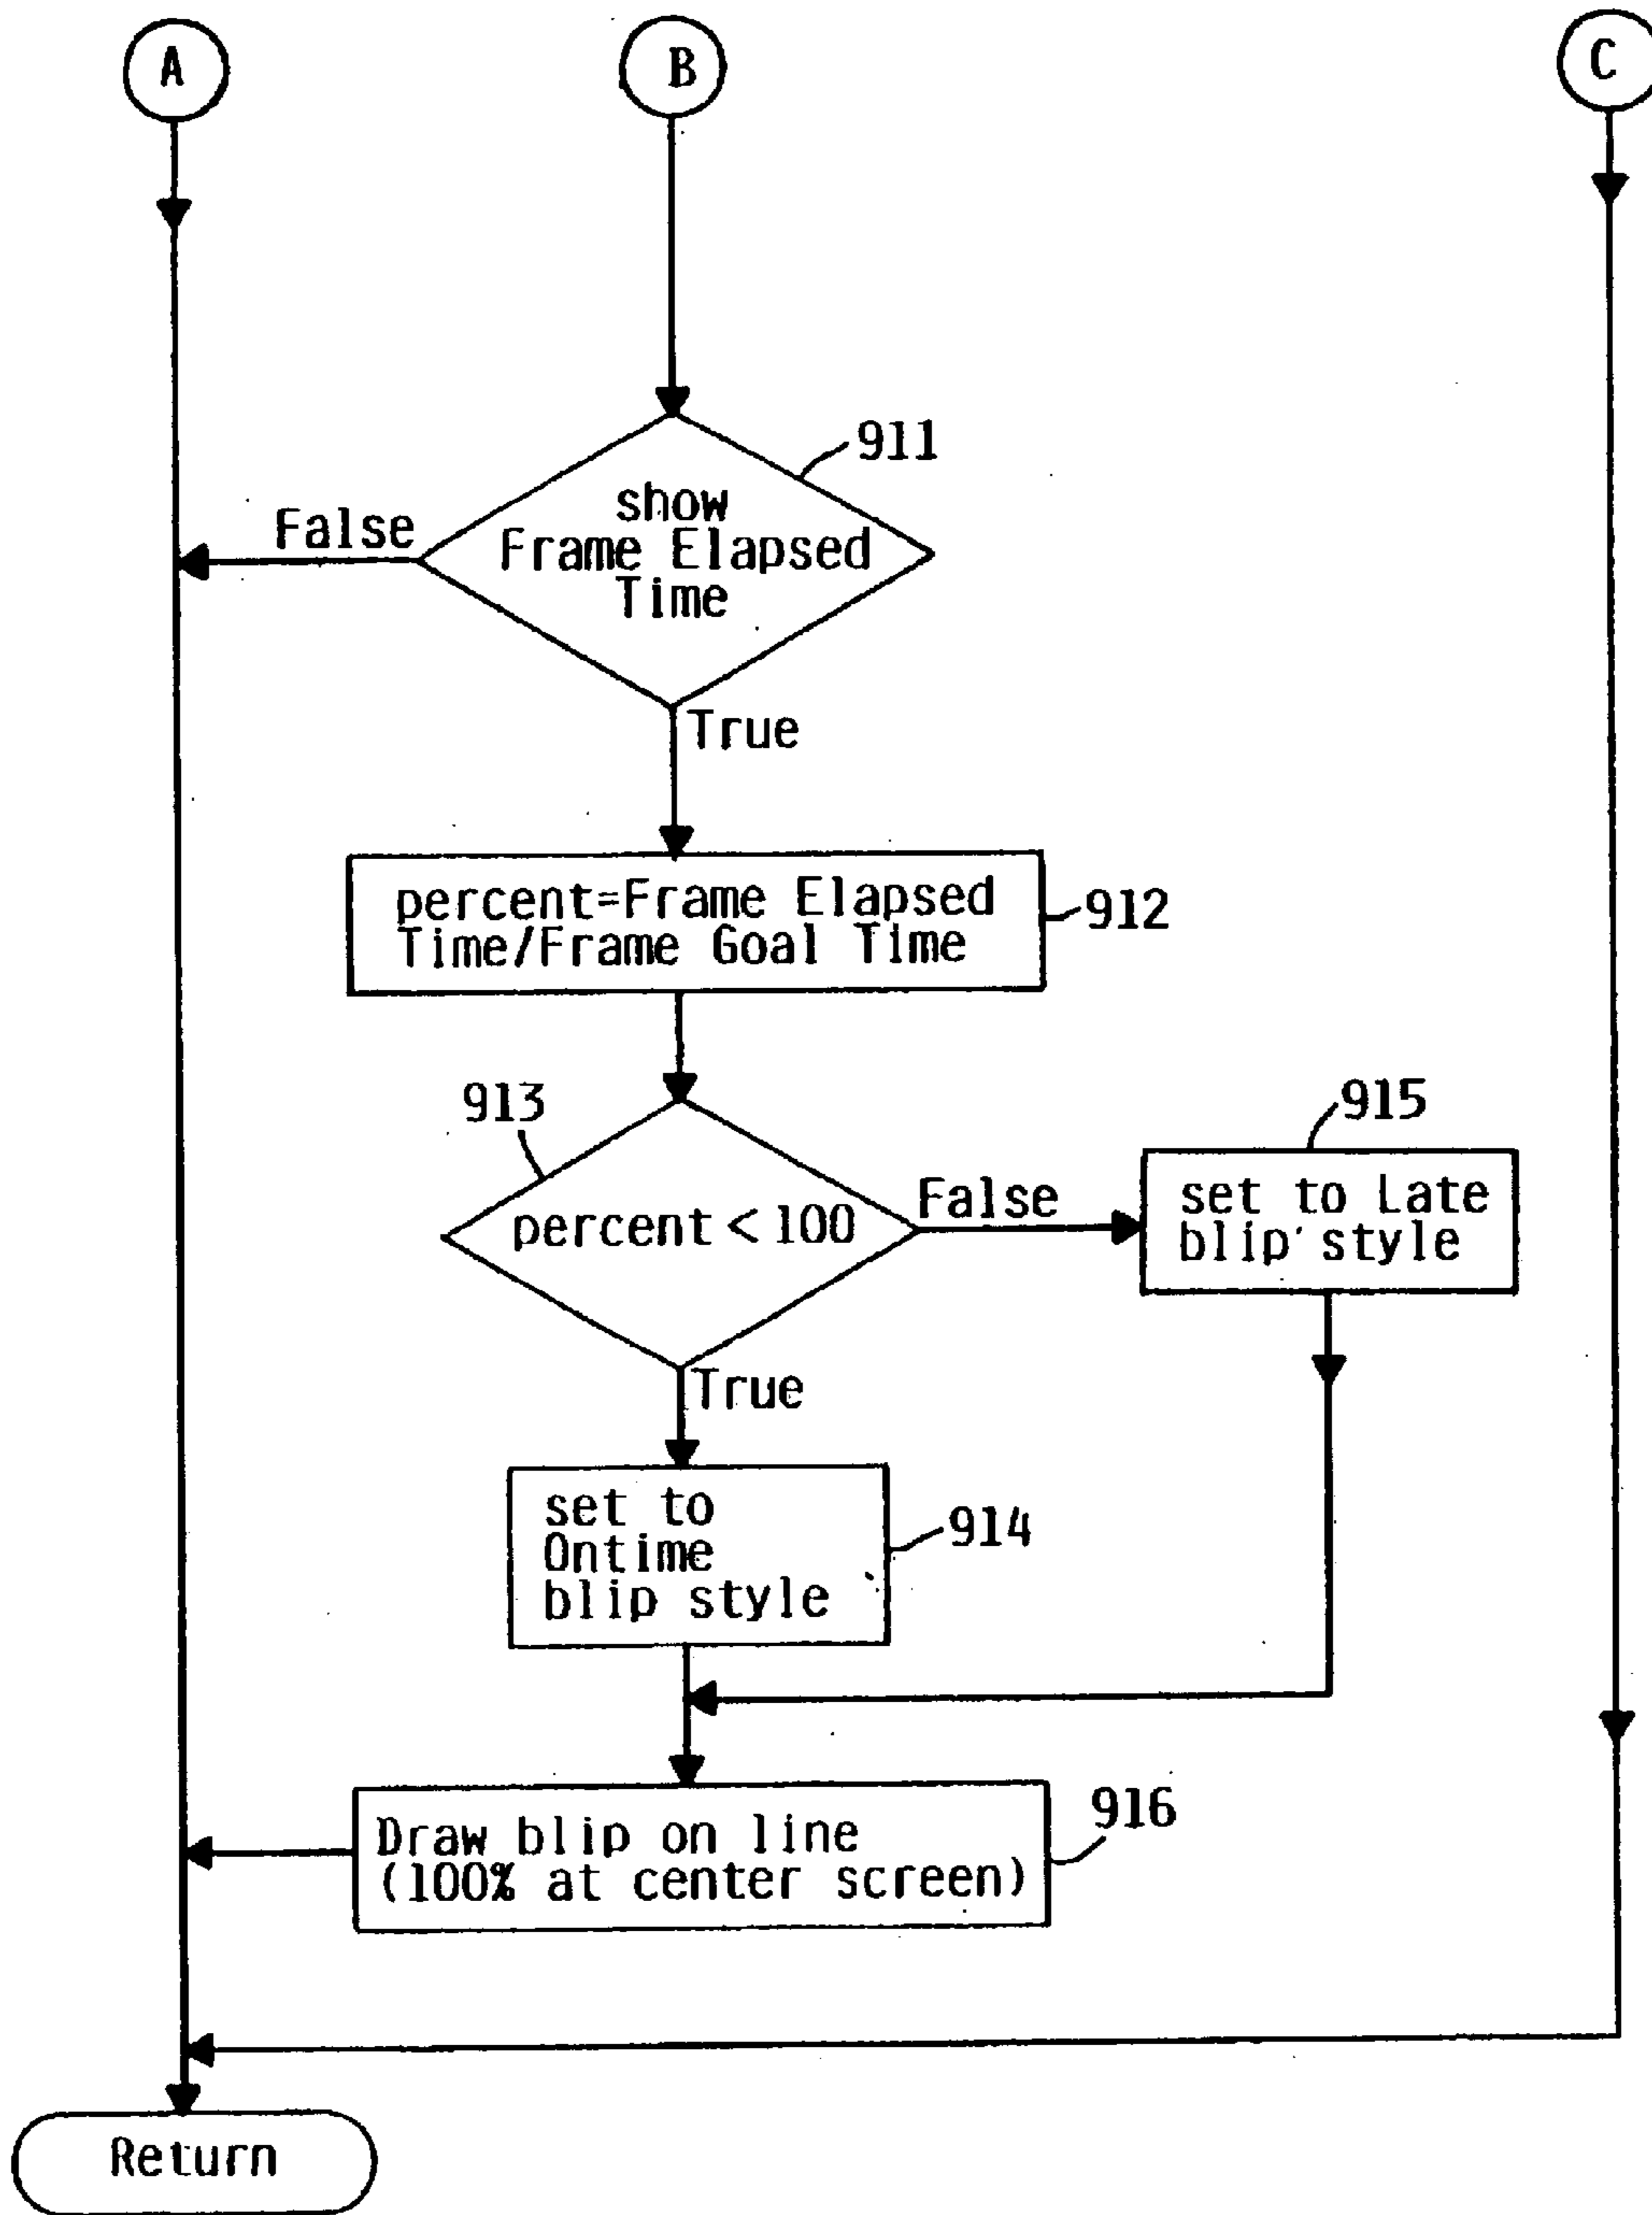 A
B
C
911
show
Frame Elapsed
Time
False
True
percent=Frame Elapsed
Time/Frame Goal Time
912
913
percent < 100
False
915
set to Late
blip style
True
set to
Ontime
blip style
914
Draw blip on line
(100% at center screen)
916
Return